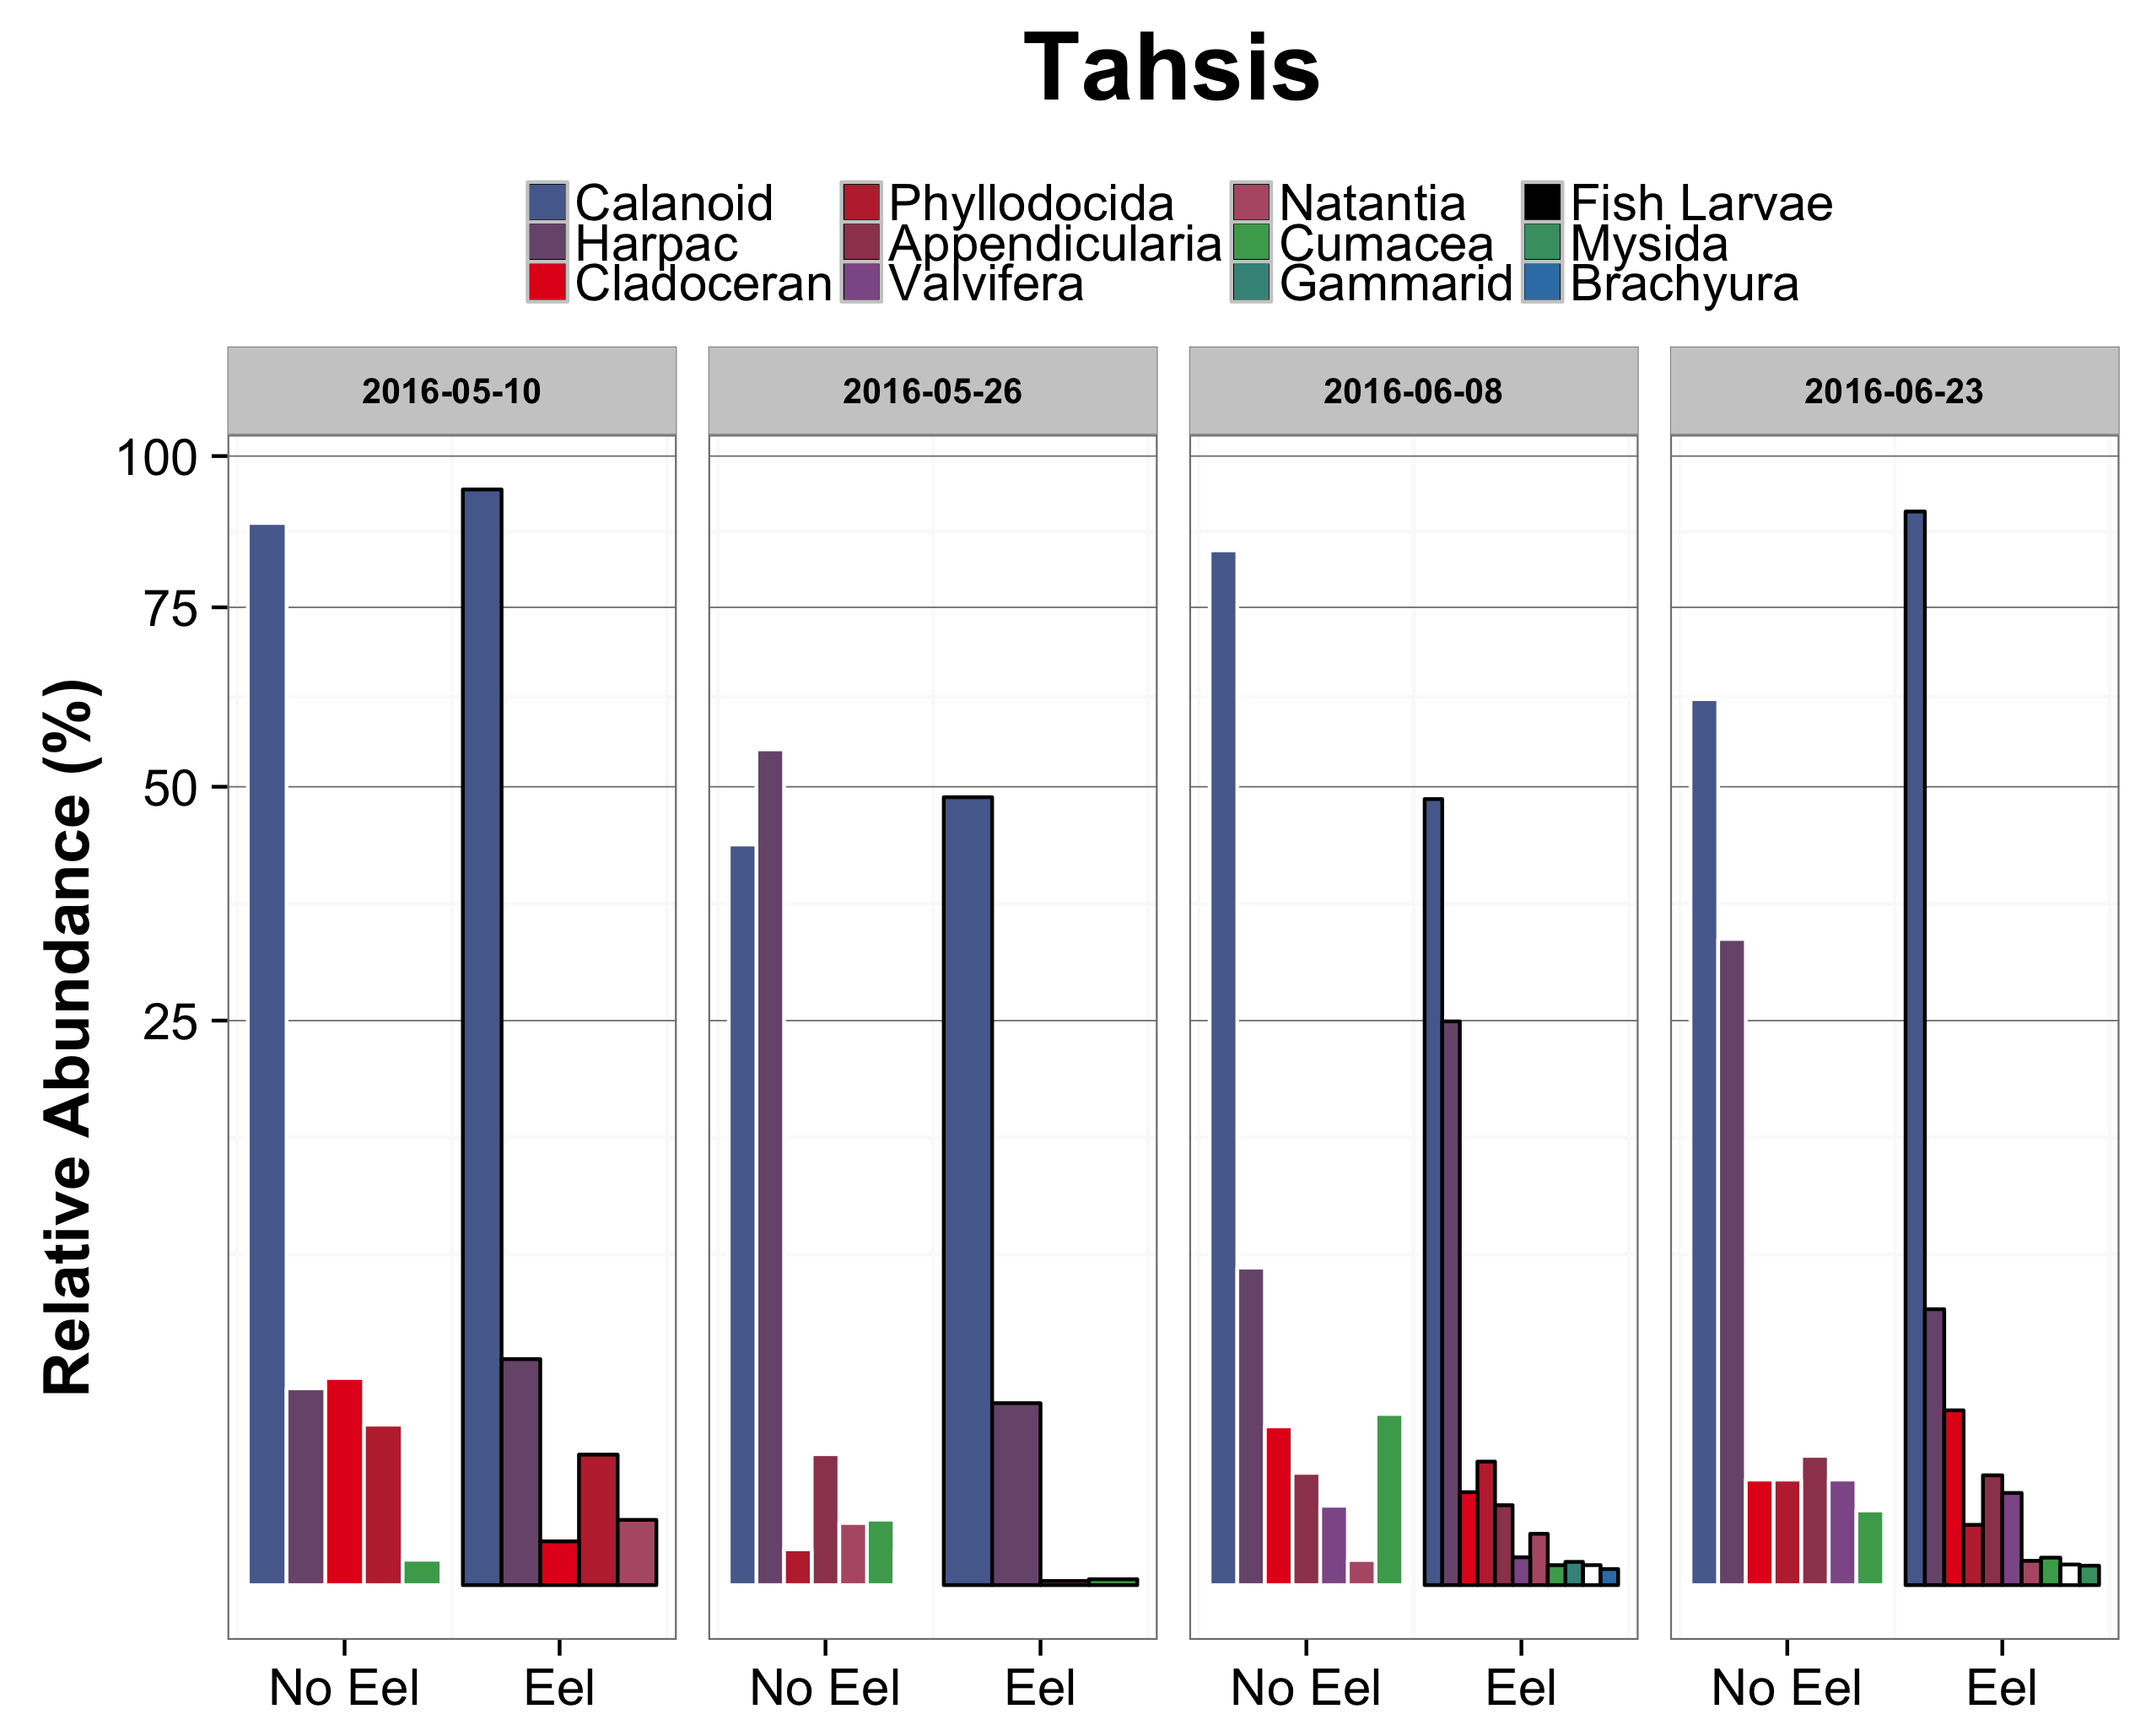 Tahsis
Calanoid Phyllodocida Natantia Fish Larvae
Harpac Appendicularia Cumacea Mysida
Cladoceran Valvifera Gammarid Brachyura
2016-05-10 2016-05-26 2016-06-08 2016-06-23
Relative Abundance (%)
100
75
50
25
No Eel Eel No Eel Eel No Eel Eel No Eel Eel